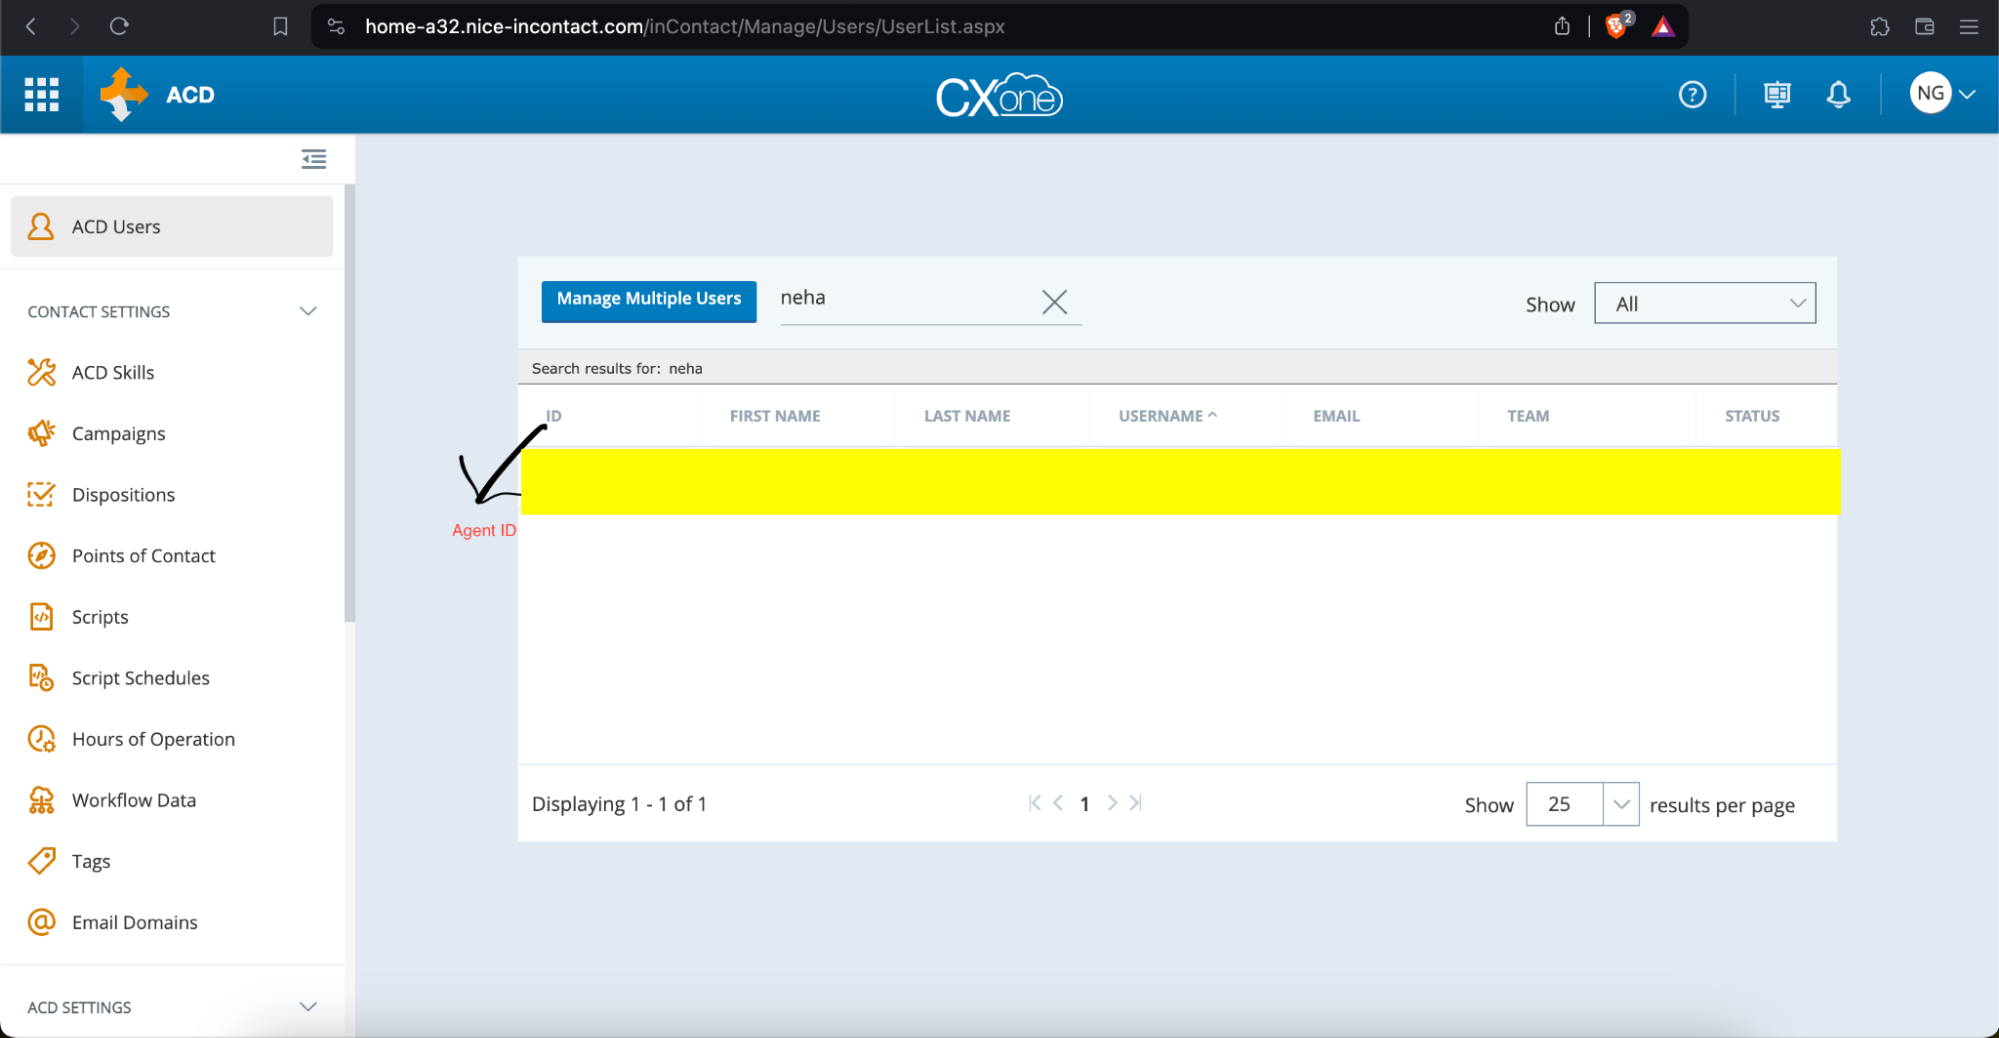 home-a32.nice-incontact.com/inContact/Manage/Users/UserList.aspx
2
ACD
CXone
?
NG
ACD Users
CONTACT SETTINGS
ACD Skills
Campaigns
Dispositions
Points of Contact
Scripts
Script Schedules
Hours of Operation
Workflow Data
Tags
Email Domains
ACD SETTINGS
Manage Multiple Users
neha
Show All
Search results for: neha
ID FIRST NAME LAST NAME USERNAME EMAIL TEAM STATUS
Agent ID
Displaying 1 - 1 of 1
1
Show 25 results per page